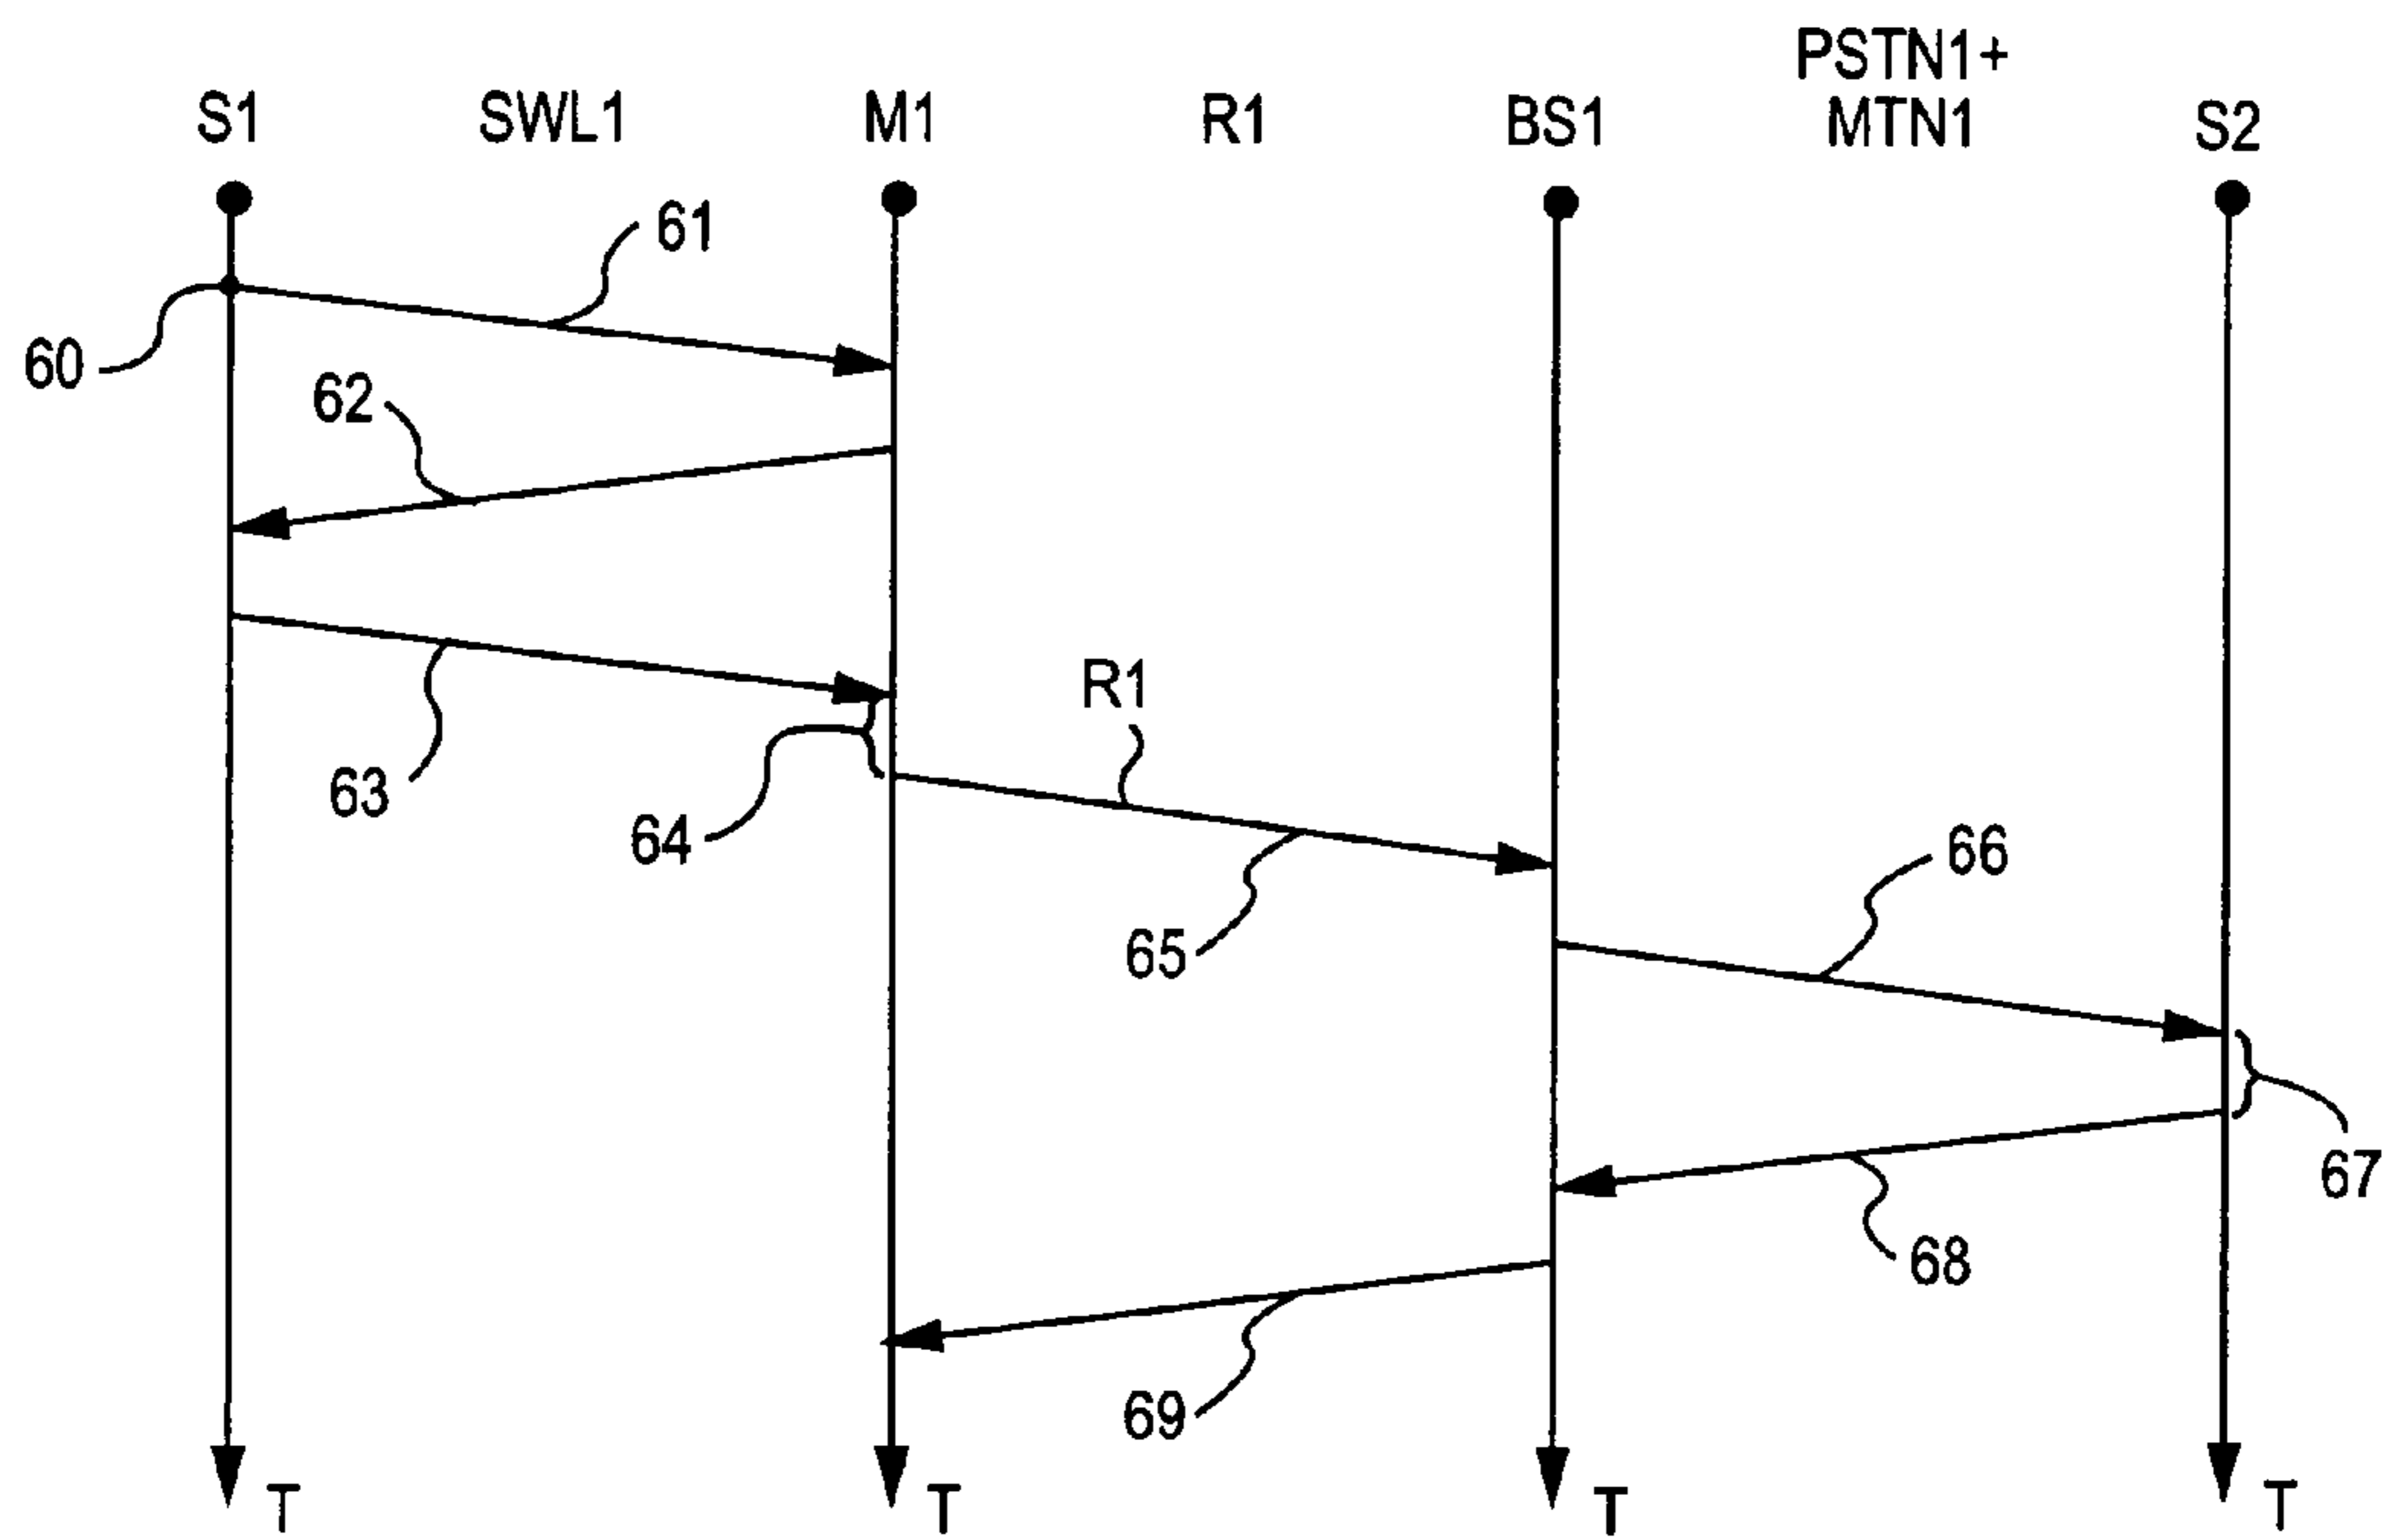 PSTN1+
S1 SWL1 M1 R1 BS1 MTN1 S2
61
60
62
R1
63
64
66
65
67
68
69
T T T T